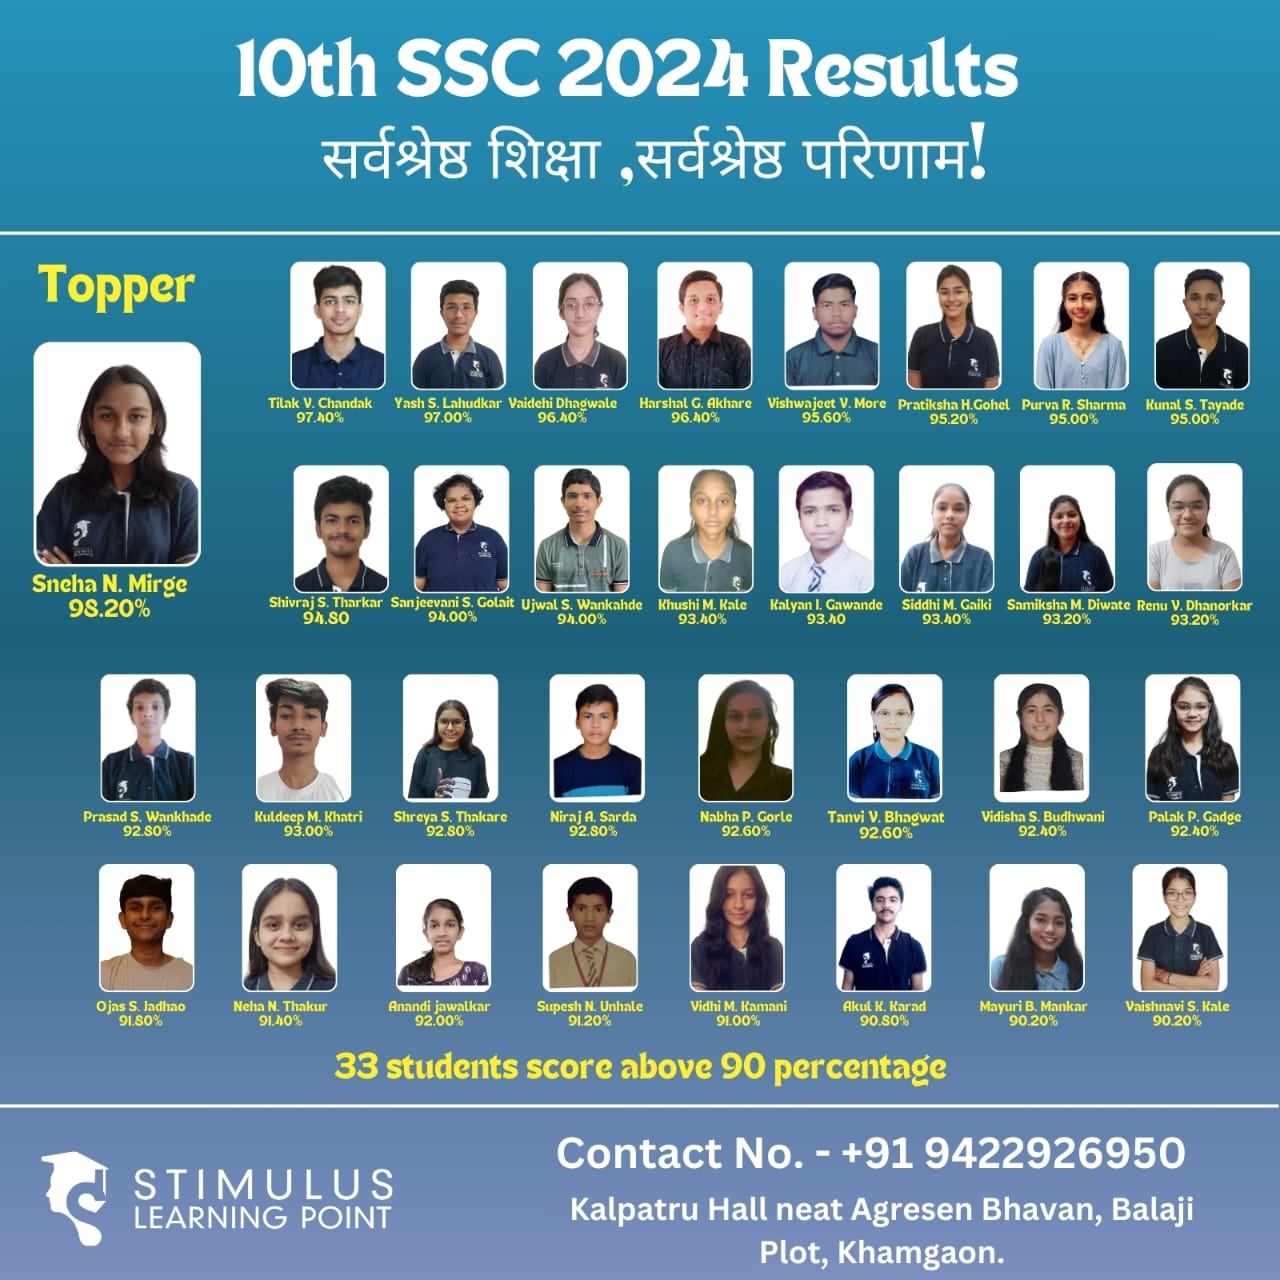 10th SSC 2024 Results
सर्वश्रेष्ठ शिक्षा ,सर्वश्रेष्ठ परिणाम!
Topper
Sneha N. Mirge
98.20%
Tilak V. Chandak Yash S. Lahudkar Vaidehi Dhagwale Harshal G. Akhare Vishwajeet V. More Pratiksha H.Gohel Purva R. Sharma Kunal S. Tayade
97.40% 97.00% 96.40% 96.40% 95.60% 95.20% 95.00% 95.00%
Shivraj S. Tharkar Sanjeevani S. Golait Ujwal S. Wankahde Khushi M. Kale Kalyan I. Gawande Siddhi M. Gaiki Samiksha M. Diwate Renu V. Dhanorkar
94.80 94.00% 94.00% 93.40% 93.40 93.40% 93.20% 93.20%
Prasad S. Wankhade Kuldeep M. Khatri Shreya S. Thakare Niraj A. Sarda Nabha P. Gorle Tanvi V. Bhagwat Vidisha S. Budhwani Palak P. Gadge
92.80% 93.00% 92.80% 92.80% 92.60% 92.60% 92.40% 92.40%
Ojas S. Jadhao Neha N. Thakur Anandi jawalkar Supesh N. Unhale Vidhi M. Kamani Akul K. Karad Mayuri B. Mankar Vaishnavi S. Kale
91.80% 91.40% 92.00% 91.20% 91.00% 90.80% 90.20% 90.20%
33 students score above 90 percentage
STIMULUS
LEARNING POINT
Contact No. - +91 9422926950
Kalpatru Hall neat Agresen Bhavan, Balaji
Plot, Khamgaon.